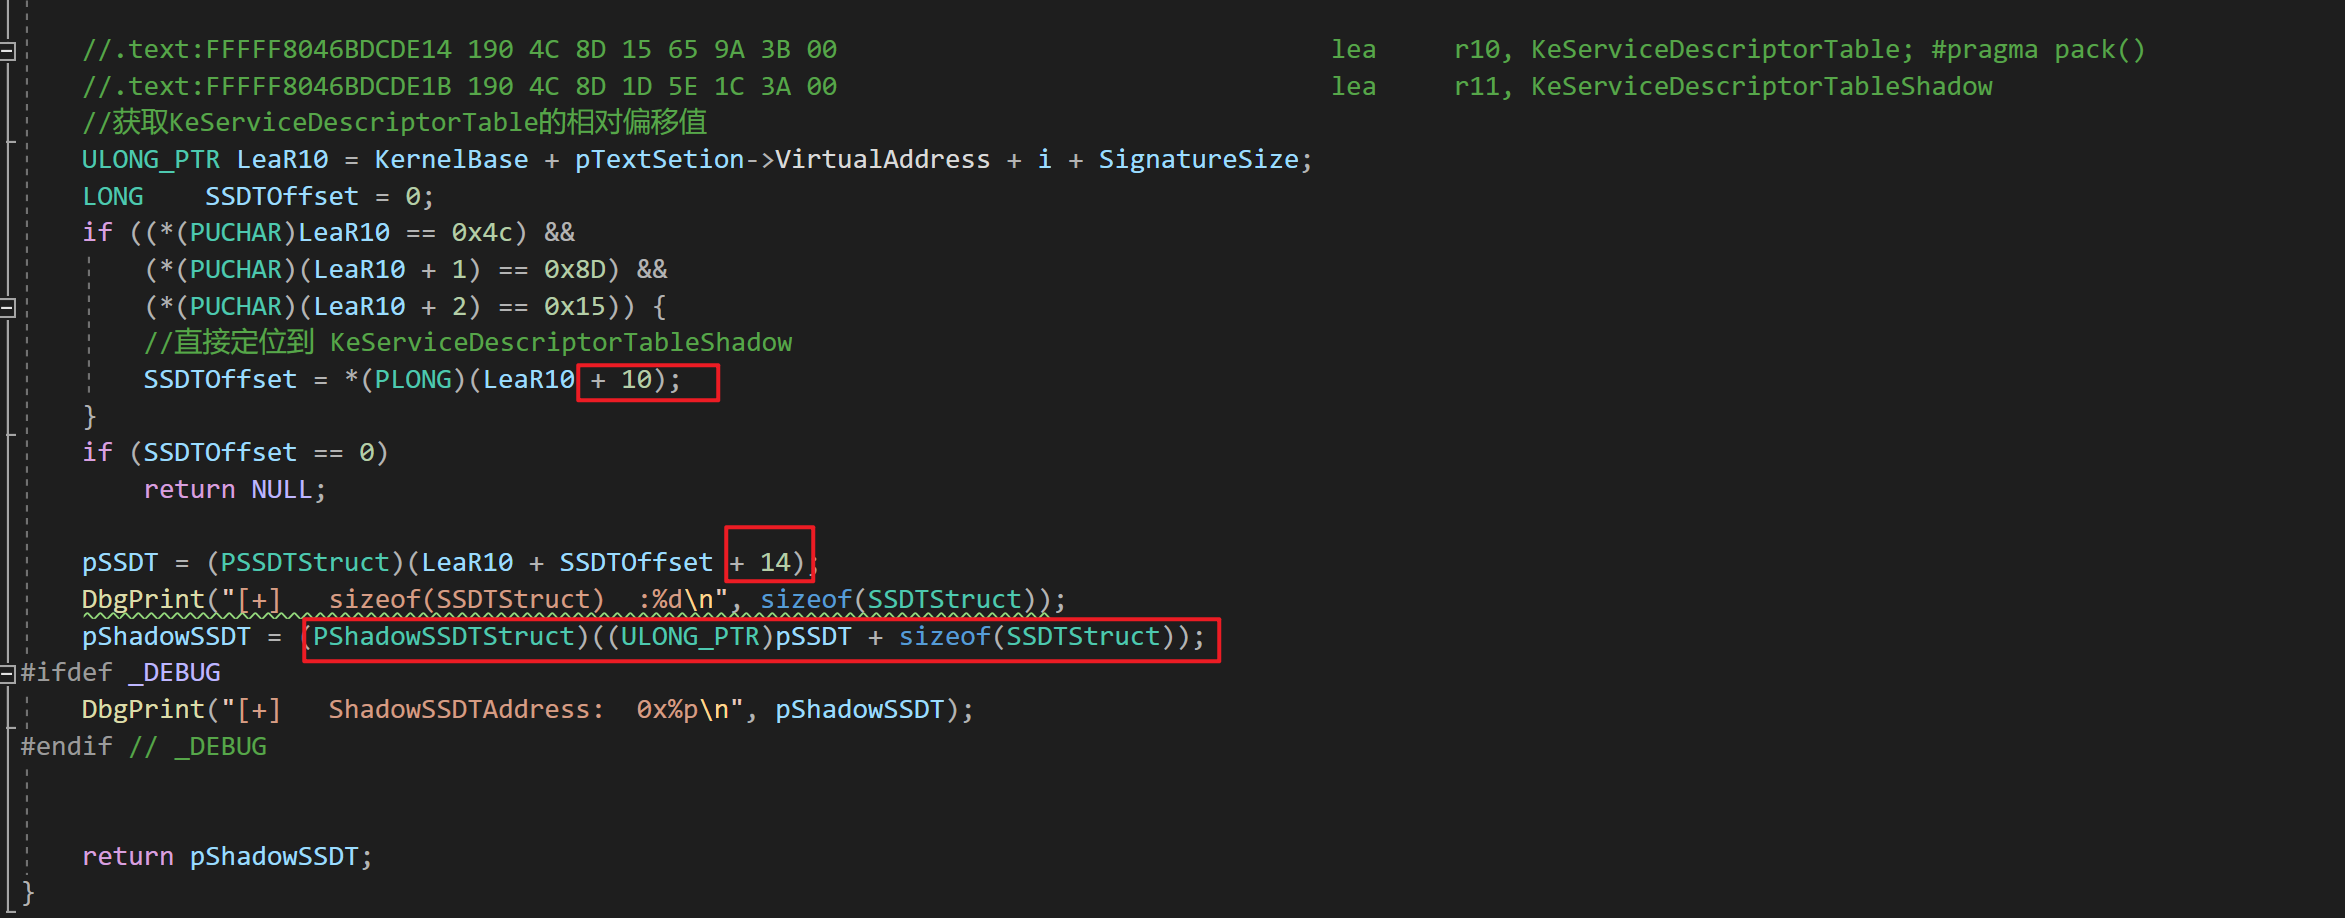 //.text:FFFFF8046BDCDE14 190 4C 8D 15 65 9A 3B 00                                lea     r10, KeServiceDescriptorTable; #pragma pack()
//.text:FFFFF8046BDCDE1B 190 4C 8D 1D 5E 1C 3A 00                                lea     r11, KeServiceDescriptorTableShadow
//获取KeServiceDescriptorTable的相对偏移值
ULONG_PTR LeaR10 = KernelBase + pTextSetion->VirtualAddress + i + SignatureSize;
LONG    SSDTOffset = 0;
if ((*(PUCHAR)LeaR10 == 0x4c) &&
    (*(PUCHAR)(LeaR10 + 1) == 0x8D) &&
    (*(PUCHAR)(LeaR10 + 2) == 0x15)) {
    //直接定位到 KeServiceDescriptorTableShadow
    SSDTOffset = *(PLONG)(LeaR10 + 10);
}
if (SSDTOffset == 0)
    return NULL;
pSSDT = (PSSDTStruct)(LeaR10 + SSDTOffset + 14);
DbgPrint("[+]   sizeof(SSDTStruct)  :%d\n", sizeof(SSDTStruct));
pShadowSSDT = (PShadowSSDTStruct)((ULONG_PTR)pSSDT + sizeof(SSDTStruct));
#ifdef _DEBUG
DbgPrint("[+]   ShadowSSDTAddress:  0x%p\n", pShadowSSDT);
#endif // _DEBUG
return pShadowSSDT;
}